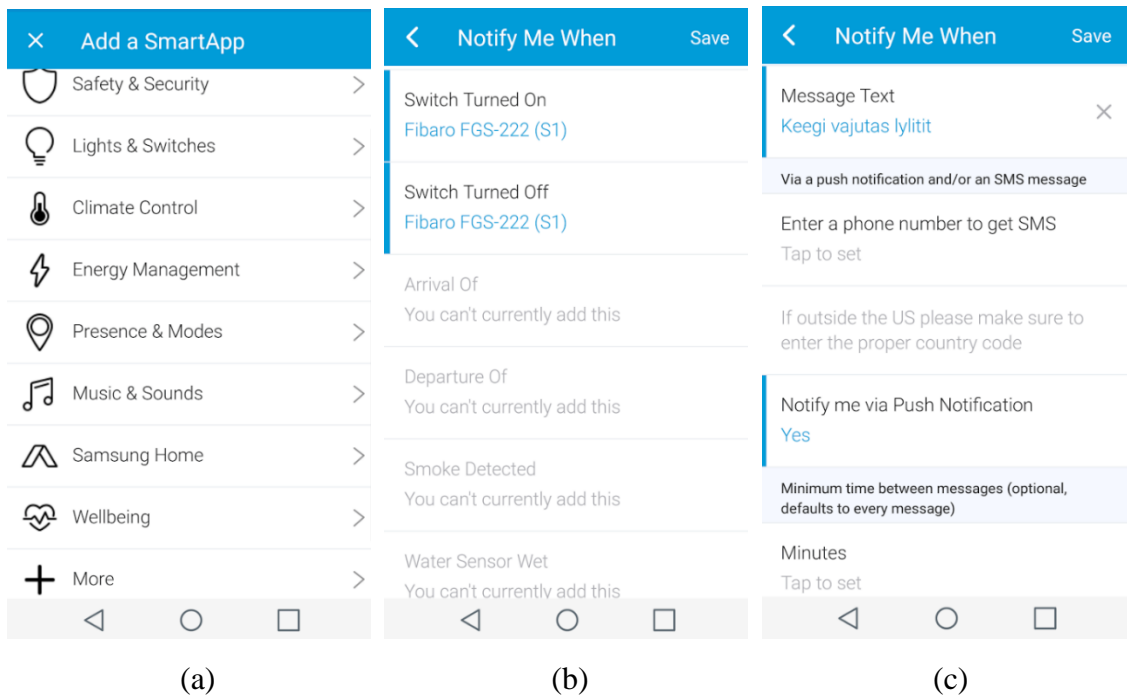 Add a SmartApp
Safety & Security
Lights & Switches
Climate Control
Energy Management
Presence & Modes
Music & Sounds
Samsung Home
Wellbeing
More
(a)
Notify Me When
Save
Switch Turned On
Fibaro FGS-222 (S1)
Switch Turned Off
Fibaro FGS-222 (S1)
Arrival Of
You can't currently add this
Departure Of
You can't currently add this
Smoke Detected
You can't currently add this
Water Sensor Wet
You can't currently add this
(b)
Notify Me When
Save
Message Text
Keegi vajutas lylitit
Via a push notification and/or an SMS message
Enter a phone number to get SMS
Tap to set
If outside the US please make sure to
enter the proper country code
Notify me via Push Notification
Yes
Minimum time between messages (optional,
defaults to every message)
Minutes
Tap to set
(c)